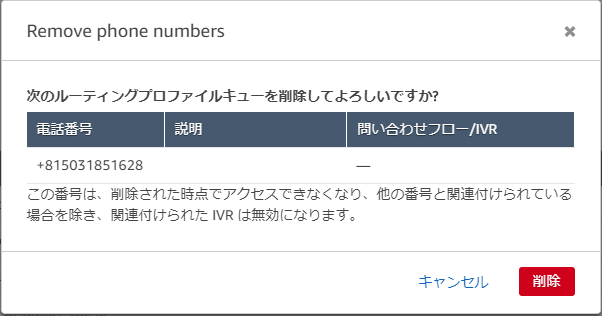 Remove phone numbers ×
次のルーティングプロファイルキューを削除してよろしいですか?
電話番号 説明 問い合わせフロー/IVR
+815031851628 —
この番号は、削除された時点でアクセスできなくなり、他の番号と関連付けられている
場合を除き、関連付けられた IVR は無効になります。
キャンセル 削除